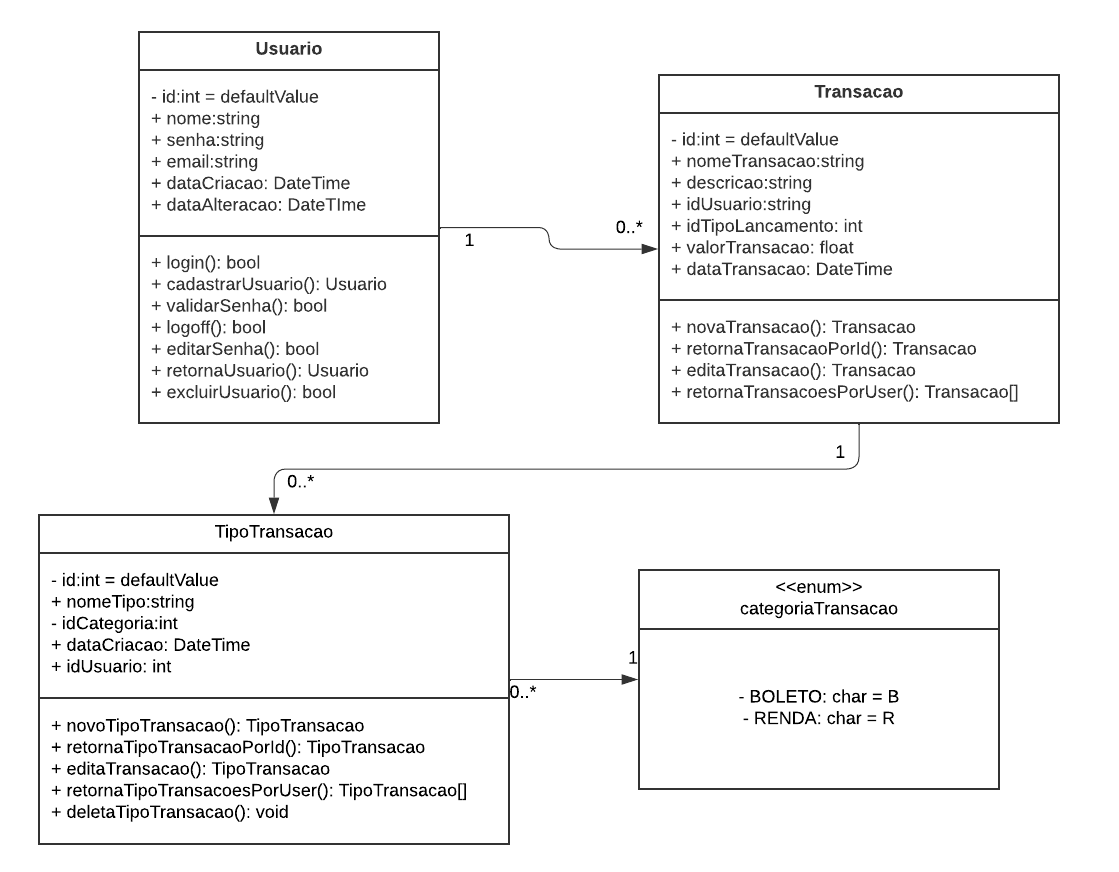 Usuario
- id:int = defaultValue
+ nome:string
+ senha:string
+ email:string
+ dataCriacao: DateTime
+ dataAlteracao: DateTIme
+ login(): bool
+ cadastrarUsuario(): Usuario
+ validarSenha(): bool
+ logoff(): bool
+ editarSenha(): bool
+ retornaUsuario(): Usuario
+ excluirUsuario(): bool
1
0..*
Transacao
- id:int = defaultValue
+ nomeTransacao:string
+ descricao:string
+ idUsuario:string
+ idTipoLancamento: int
+ valorTransacao: float
+ dataTransacao: DateTime
+ novaTransacao(): Transacao
+ retornaTransacaoPorId(): Transacao
+ editaTransacao(): Transacao
+ retornaTransacoesPorUser(): Transacao[]
1
0..*
TipoTransacao
- id:int = defaultValue
+ nomeTipo:string
- idCategoria:int
+ dataCriacao: DateTime
+ idUsuario: int
+ novoTipoTransacao(): TipoTransacao
+ retornaTipoTransacaoPorId(): TipoTransacao
+ editaTransacao(): TipoTransacao
+ retornaTipoTransacoesPorUser(): TipoTransacao[]
+ deletaTipoTransacao(): void
0..*
1
<<enum>>
categoriaTransacao
- BOLETO: char = B
- RENDA: char = R